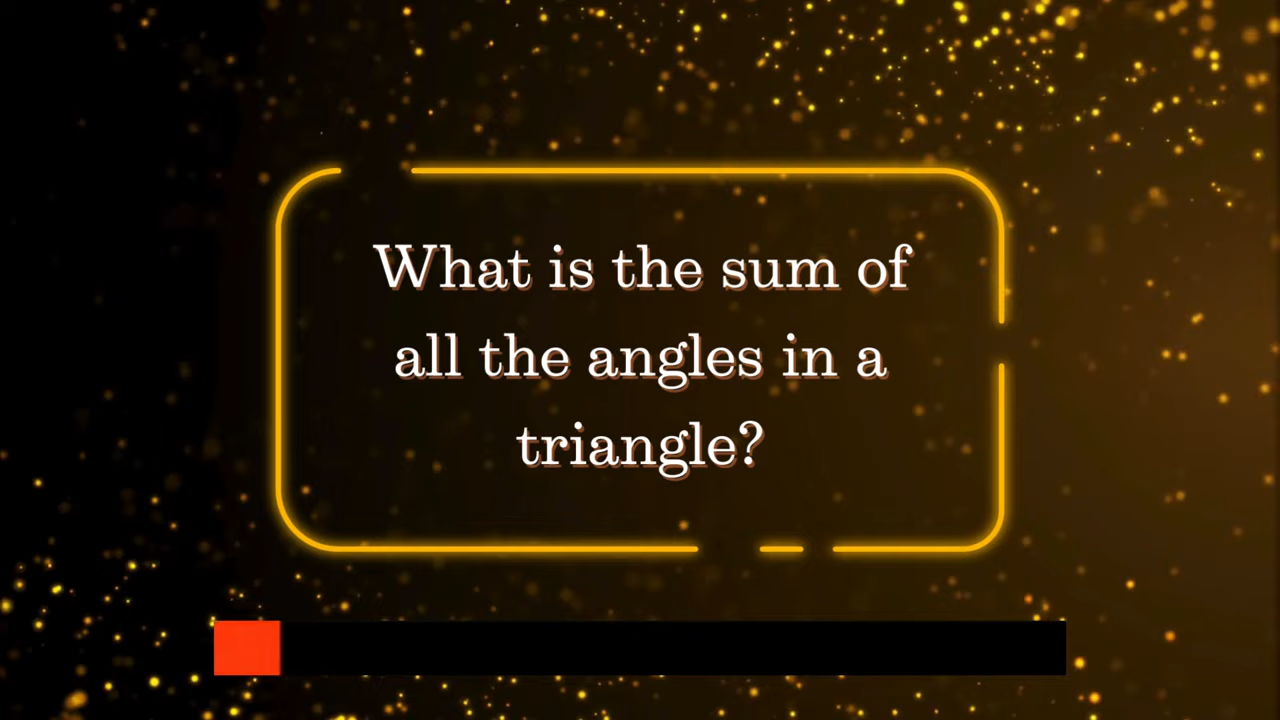 What is the sum of
all the angles in a
triangle?